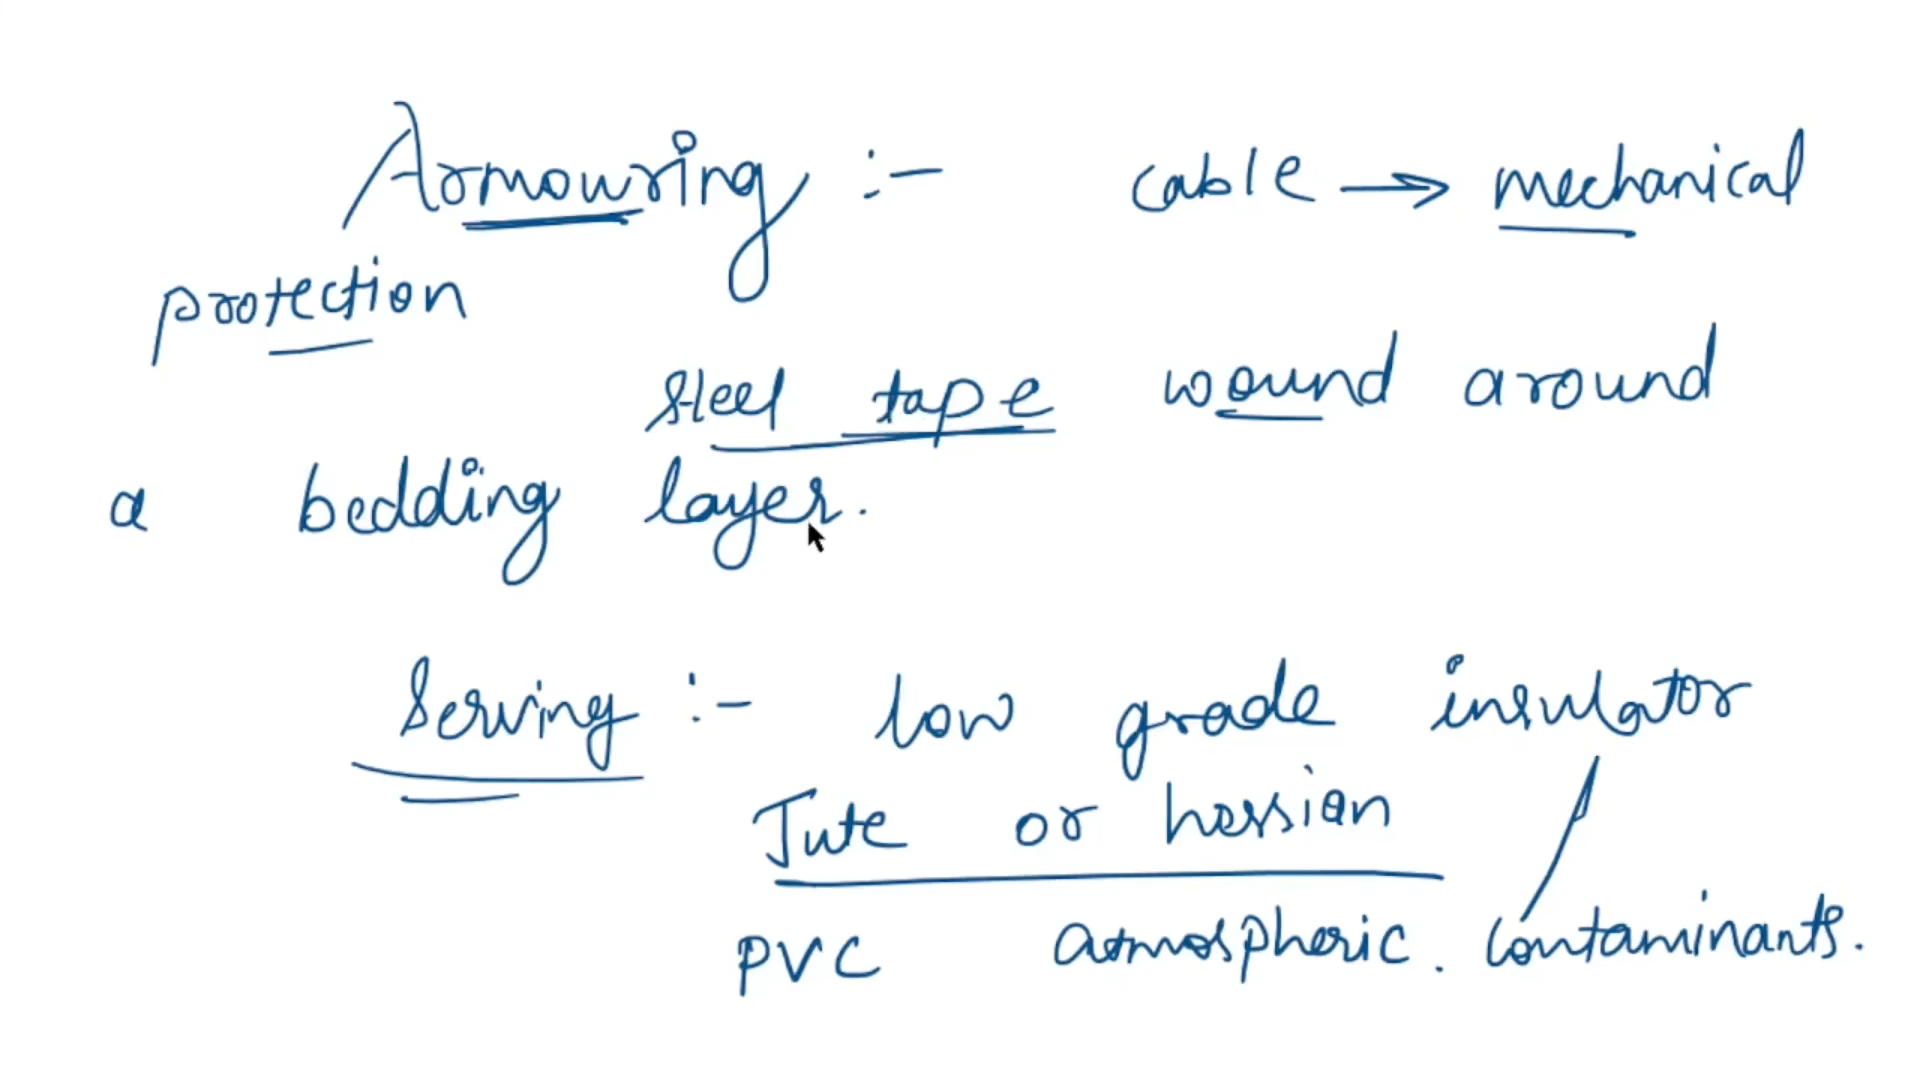 Armouring :- cable → mechanical
protection
steel tape wound around
a bedding layer.
Serving :- low grade insulator
Jute or hessian
PVC atmospheric. contaminants.